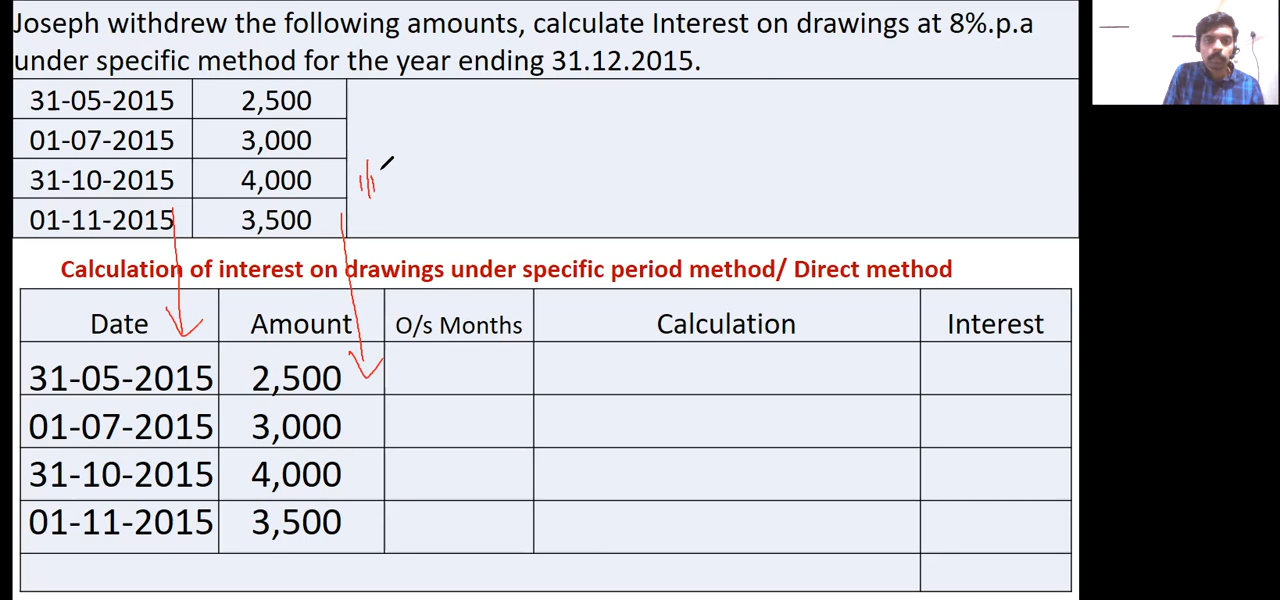 Joseph withdrew the following amounts, calculate Interest on drawings at 8%.p.a
under specific method for the year ending 31.12.2015.
31-05-2015 2,500
01-07-2015 3,000
31-10-2015 4,000
01-11-2015 3,500
Calculation of interest on drawings under specific period method/ Direct method
Date Amount O/s Months Calculation Interest
31-05-2015 2,500
01-07-2015 3,000
31-10-2015 4,000
01-11-2015 3,500